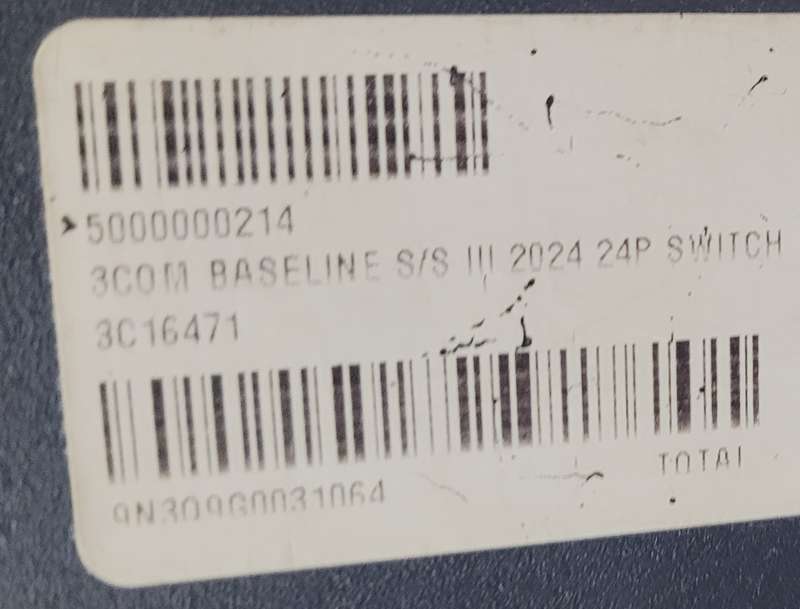 5000000214
3COM BASELINE S/S III 2024 24P SWITCH
3C16471
9N309G0031064
TOTAL